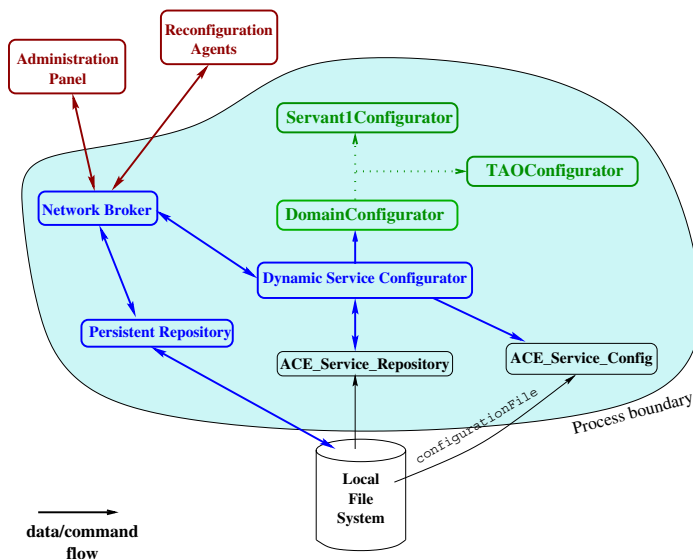 Reconfiguration
Agents
Administration
Panel
Servant1Configurator
TAOConfigurator
Network Broker
DomainConfigurator
Dynamic Service Configurator
Persistent Repository
ACE_Service_Repository
ACE_Service_Config
Process boundary
configurationFile
Local
File
System
data/command
flow